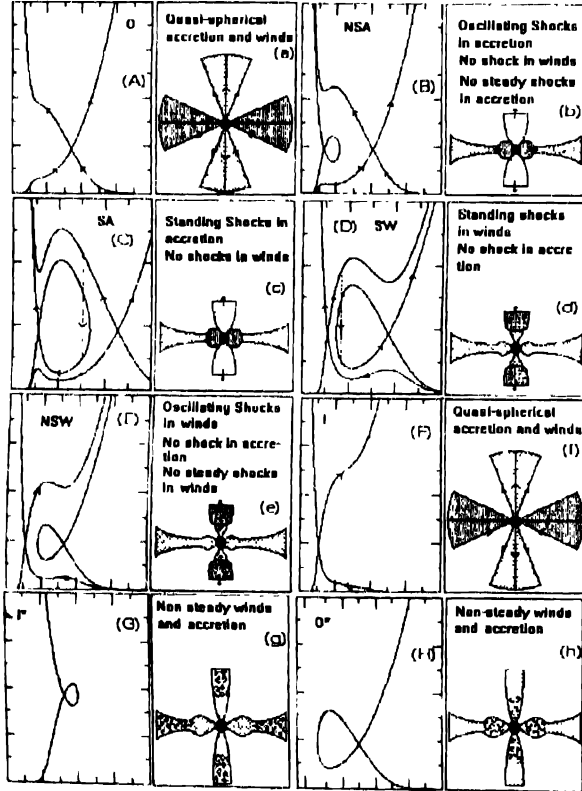 O
(A)
Quasi-spherical
accretion and winds
(a)
NSA
(B)
Oscillating Shocks
in accretion
No shock in winds
No steady shocks
in accretion
(b)
SA
(C)
Standing Shocks in
accretion
No shocks in winds
(c)
(D)
SW
Standing shocks
in winds
No shock in accre
tion
(d)
NSW
(E)
Oscillating Shocks
in winds
No shock in accre-
tion
No steady shocks
in winds
(e)
I
(F)
Quasi-spherical
accretion and winds
(f)
I*
(G)
Non steady winds
and accretion
(g)
O*
(H)
Non-steady winds
and accretion
(h)